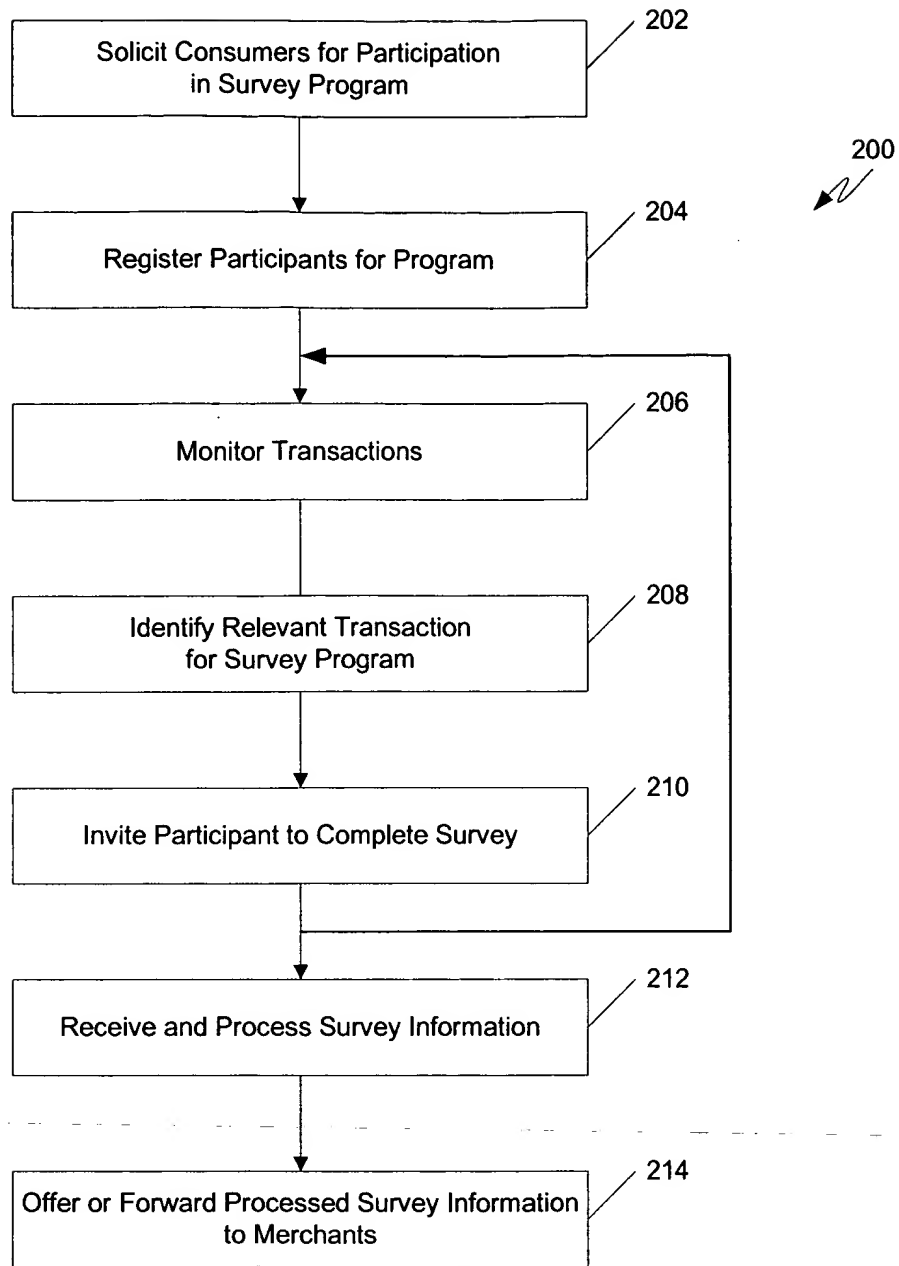 202
Solicit Consumers for Participation
in Survey Program
200
204
Register Participants for Program
206
Monitor Transactions
208
Identify Relevant Transaction
for Survey Program
210
Invite Participant to Complete Survey
212
Receive and Process Survey Information
214
Offer or Forward Processed Survey Information
to Merchants